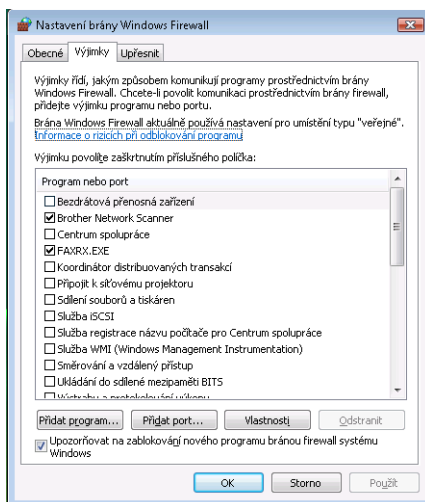 Nastavení brány Windows Firewall
Obecné Výjimky Upřesnit
Výjimky řídí, jakým způsobem komunikují programy prostřednictvím brány
Windows Firewall. Chcete-li povolit komunikaci prostřednictvím brány firewall,
přidejte výjimku programu nebo portu.
Brána Windows Firewall aktuálně používá nastavení pro umístění typu "veřejné".
Informace o rizicích při odblokování programu
Výjimku povolíte zaškrtnutím příslušného políčka:
Program nebo port
Bezdrátová přenosná zařízení
Brother Network Scanner
Centrum spolupráce
FAXRX.EXE
Koordinátor distribuovaných transakcí
Připojit k síťovému projektoru
Sdílení souborů a tiskáren
Služba iSCSI
Služba registrace názvu počítače pro Centrum spolupráce
Služba WMI (Windows Management Instrumentation)
Směrování a vzdálený přístup
Ukládání do sdílené mezipaměti BITS
Výstrahy a protokolování výkonu
Přidat program... Přidat port... Vlastnosti Odstranit
Upozorňovat na zablokování nového programu bránou firewall systému
Windows
OK Storno Použít